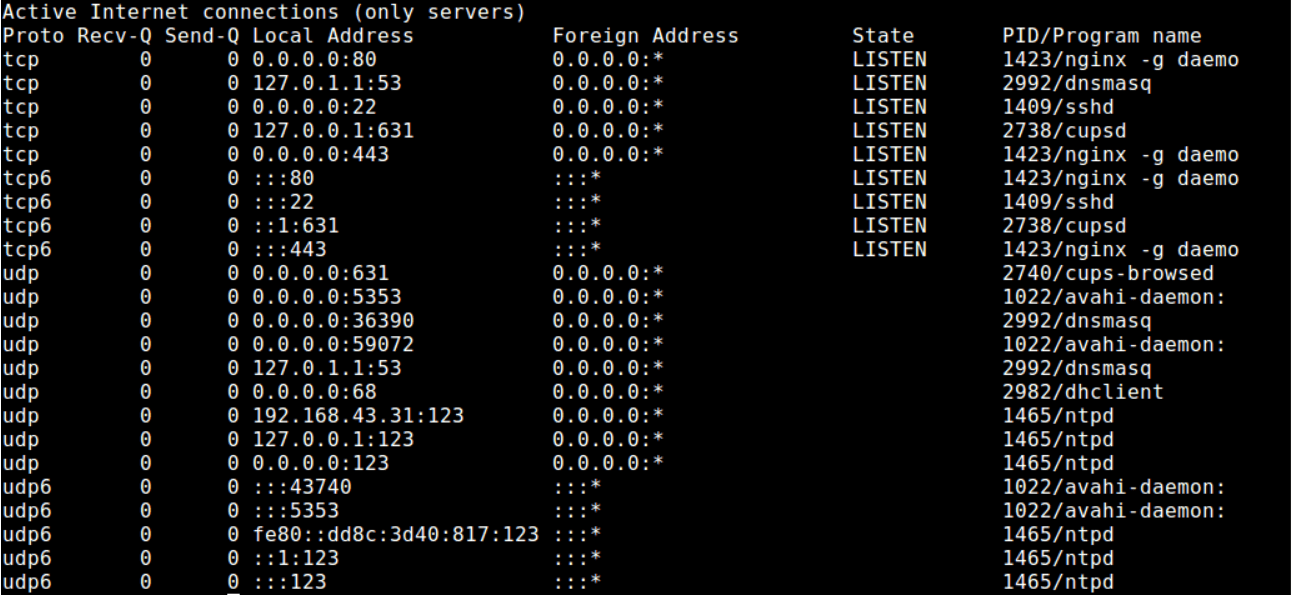 Active Internet connections (only servers)
Proto Recv-Q Send-Q Local Address           Foreign Address         State       PID/Program name
tcp        0      0 0.0.0.0:80              0.0.0.0:*               LISTEN      1423/nginx -g daemo
tcp        0      0 127.0.1.1:53            0.0.0.0:*               LISTEN      2992/dnsmasq
tcp        0      0 0.0.0.0:22              0.0.0.0:*               LISTEN      1409/sshd
tcp        0      0 127.0.0.1:631           0.0.0.0:*               LISTEN      2738/cupsd
tcp        0      0 0.0.0.0:443             0.0.0.0:*               LISTEN      1423/nginx -g daemo
tcp6       0      0 :::80                   :::*                    LISTEN      1423/nginx -g daemo
tcp6       0      0 :::22                   :::*                    LISTEN      1409/sshd
tcp6       0      0 ::1:631                 :::*                    LISTEN      2738/cupsd
tcp6       0      0 :::443                  :::*                    LISTEN      1423/nginx -g daemo
udp        0      0 0.0.0.0:631             0.0.0.0:*                           2740/cups-browsed
udp        0      0 0.0.0.0:5353            0.0.0.0:*                           1022/avahi-daemon:
udp        0      0 0.0.0.0:36390           0.0.0.0:*                           2992/dnsmasq
udp        0      0 0.0.0.0:59072           0.0.0.0:*                           1022/avahi-daemon:
udp        0      0 127.0.1.1:53            0.0.0.0:*                           2992/dnsmasq
udp        0      0 0.0.0.0:68              0.0.0.0:*                           2982/dhclient
udp        0      0 192.168.43.31:123       0.0.0.0:*                           1465/ntpd
udp        0      0 127.0.0.1:123           0.0.0.0:*                           1465/ntpd
udp        0      0 0.0.0.0:123             0.0.0.0:*                           1465/ntpd
udp6       0      0 :::43740                :::*                                1022/avahi-daemon:
udp6       0      0 :::5353                 :::*                                1022/avahi-daemon:
udp6       0      0 fe80::dd8c:3d40:817:123 :::*                                1465/ntpd
udp6       0      0 ::1:123                 :::*                                1465/ntpd
udp6       0      0 :::123                  :::*                                1465/ntpd